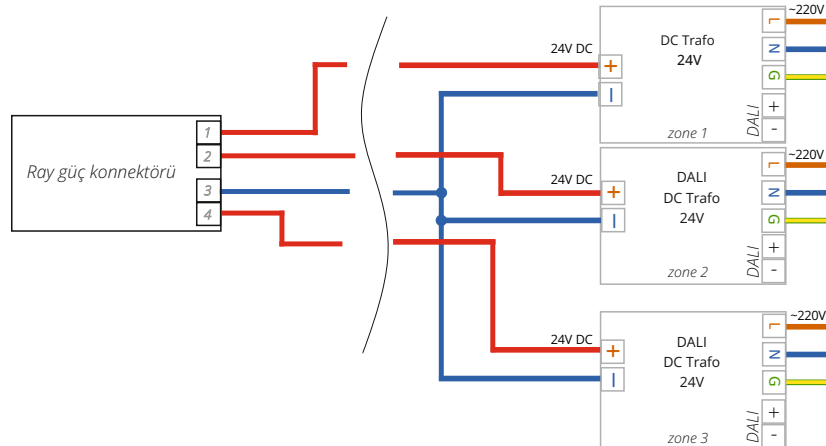 Ray güç konnektörü
1
2
3
4
24V DC
+
–
DC Trafo
24V
zone 1
L
N
G
+
-
DALI
~220V
24V DC
+
–
DALI
DC Trafo
24V
zone 2
L
N
G
+
-
DALI
~220V
24V DC
+
–
DALI
DC Trafo
24V
zone 3
L
N
G
+
-
DALI
~220V